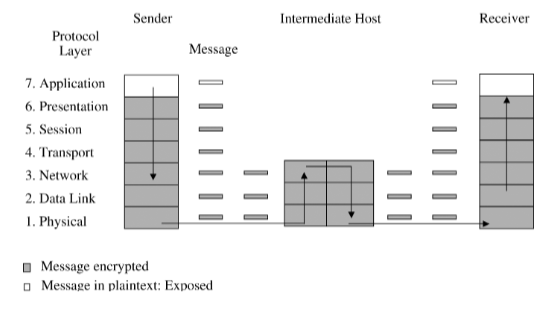 Sender
Intermediate Host
Receiver
Protocol
Layer
Message
7. Application
6. Presentation
5. Session
4. Transport
3. Network
2. Data Link
1. Physical
Message encrypted
Message in plaintext: Exposed